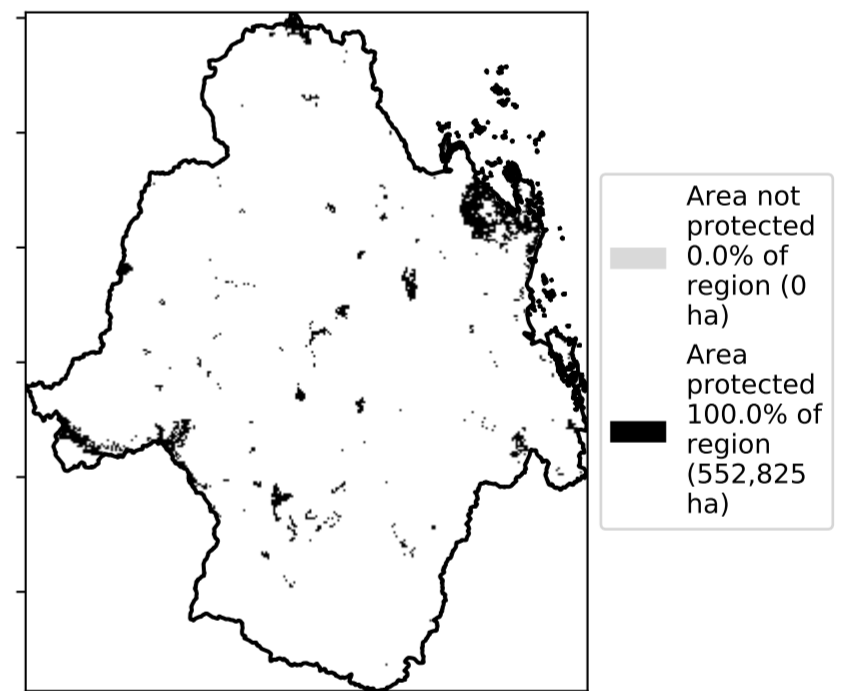 Area not
protected
0.0% of
region (0
ha)
Area
protected
100.0% of
region
(552,825
ha)